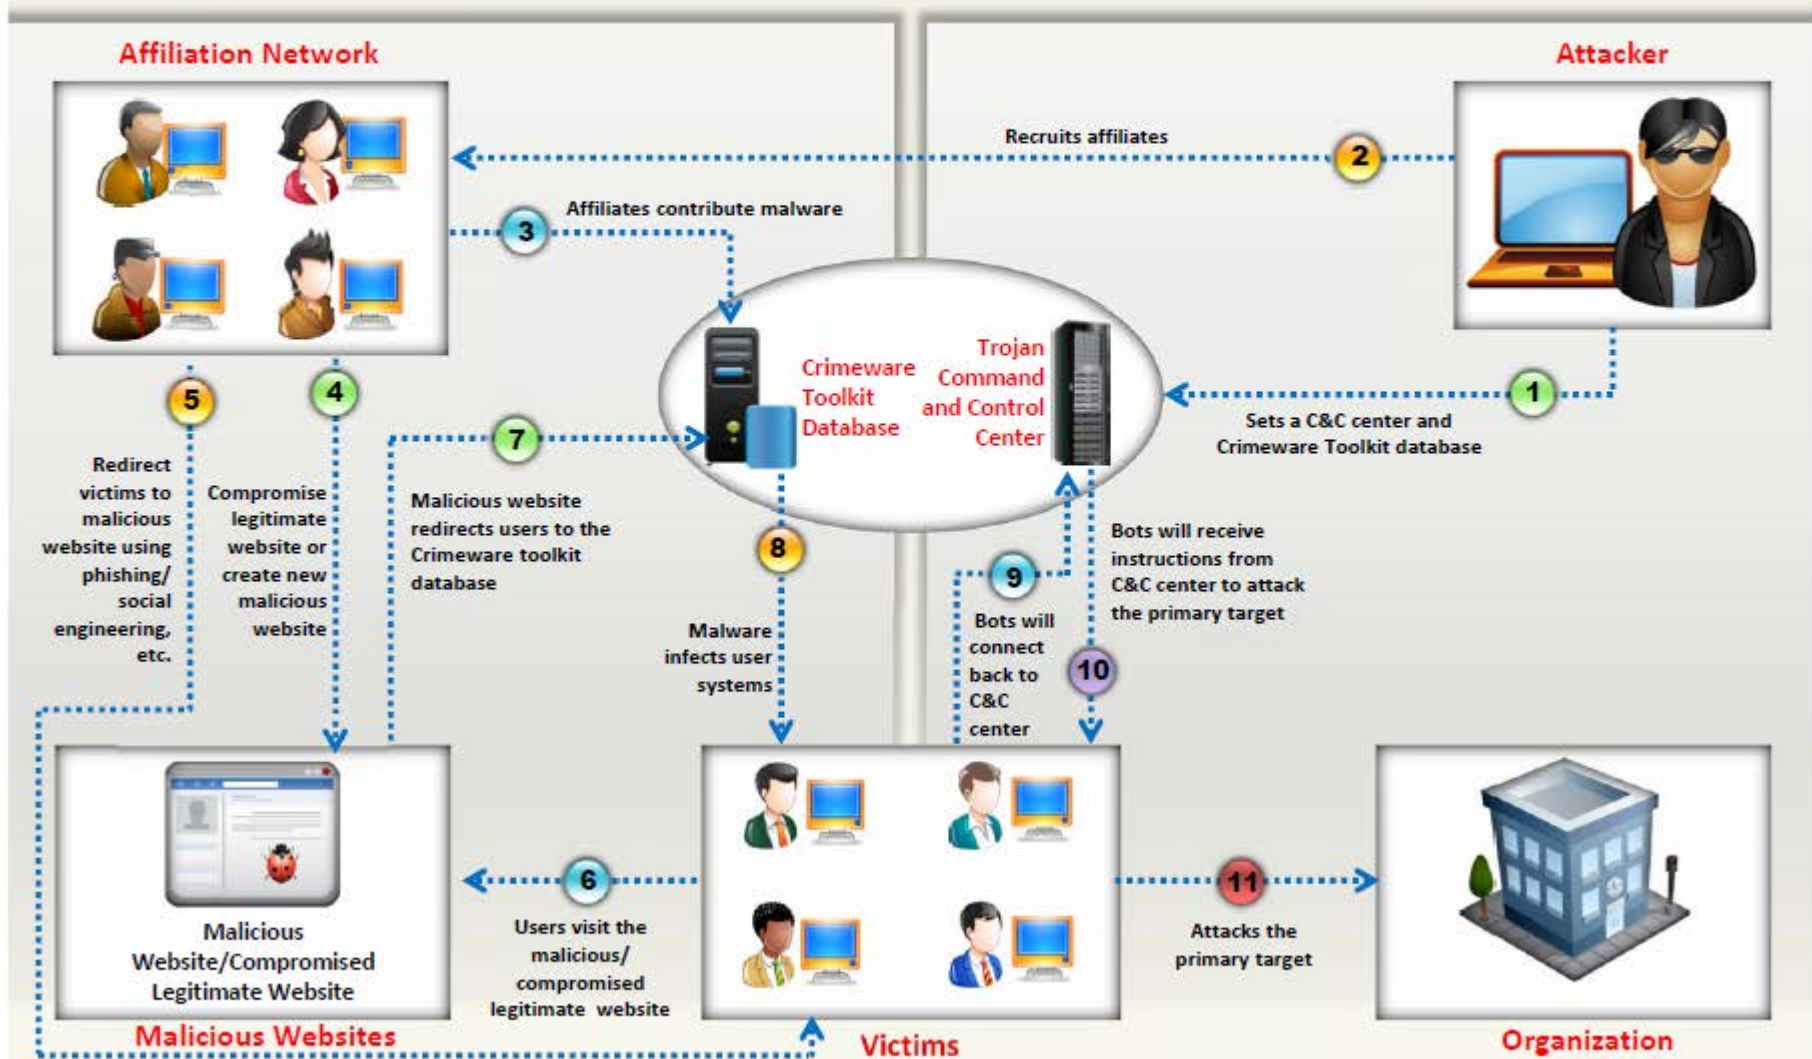 Affiliation Network
Attacker
Recruits affiliates
2
3
Affiliates contribute malware
Crimeware
Toolkit
Database
Trojan
Command
and Control
Center
1
Sets a C&C center and
Crimeware Toolkit database
5
4
7
Redirect
victims to
malicious
website using
phishing/
social
engineering,
etc.
Compromise
legitimate
website or
create new
malicious
website
Malicious website
redirects users to the
Crimeware toolkit
database
8
Malware
infects user
systems
9
Bots will
connect
back to
C&C
center
Bots will receive
instructions from
C&C center to attack
the primary target
10
Malicious
Website/Compromised
Legitimate Website
Malicious Websites
6
Users visit the
malicious/
compromised
legitimate website
Victims
11
Attacks the
primary target
Organization